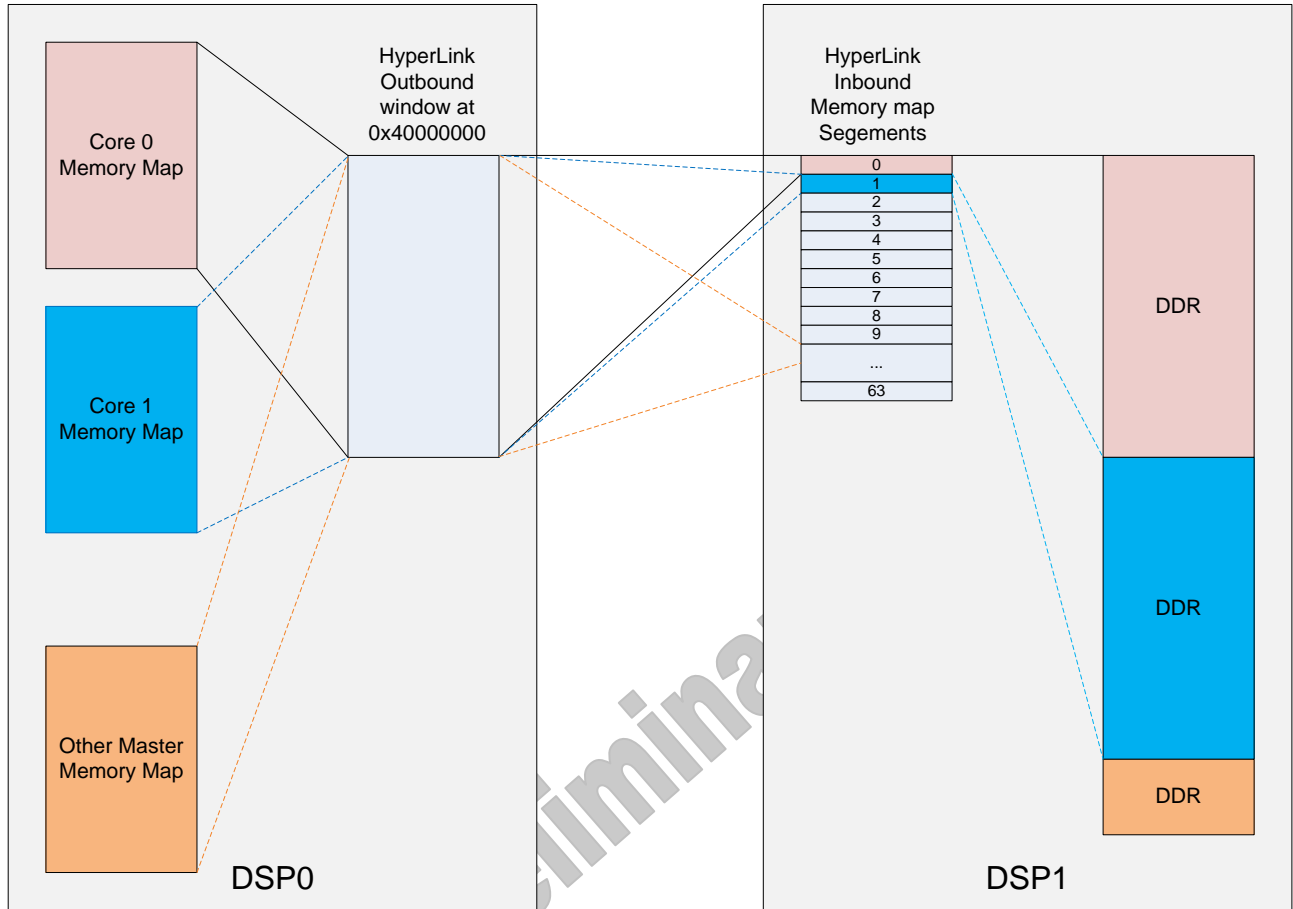 Core 0
Memory Map
Core 1
Memory Map
Other Master
Memory Map
HyperLink
Outbound
window at
0x40000000
DSP0
HyperLink
Inbound
Memory map
Segements
0
1
2
3
4
5
6
7
8
9
...
63
DDR
DDR
DDR
DSP1